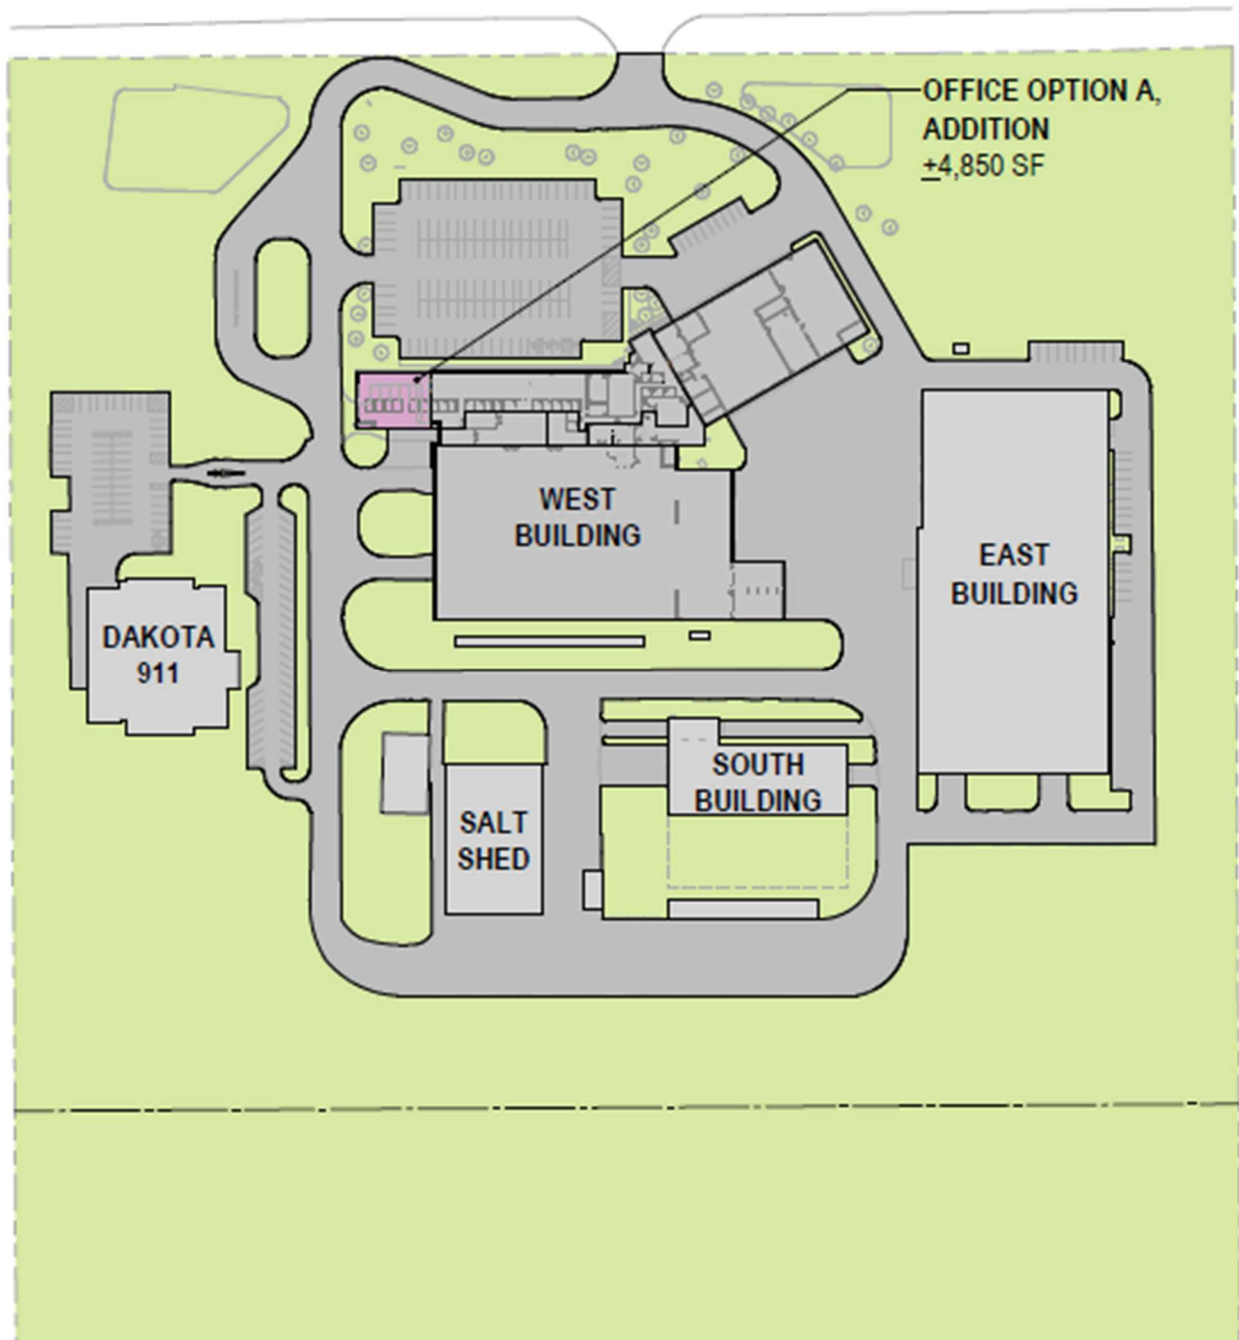 OFFICE OPTION A,
ADDITION
±4,850 SF
WEST
BUILDING
EAST
BUILDING
DAKOTA
911
SOUTH
BUILDING
SALT
SHED